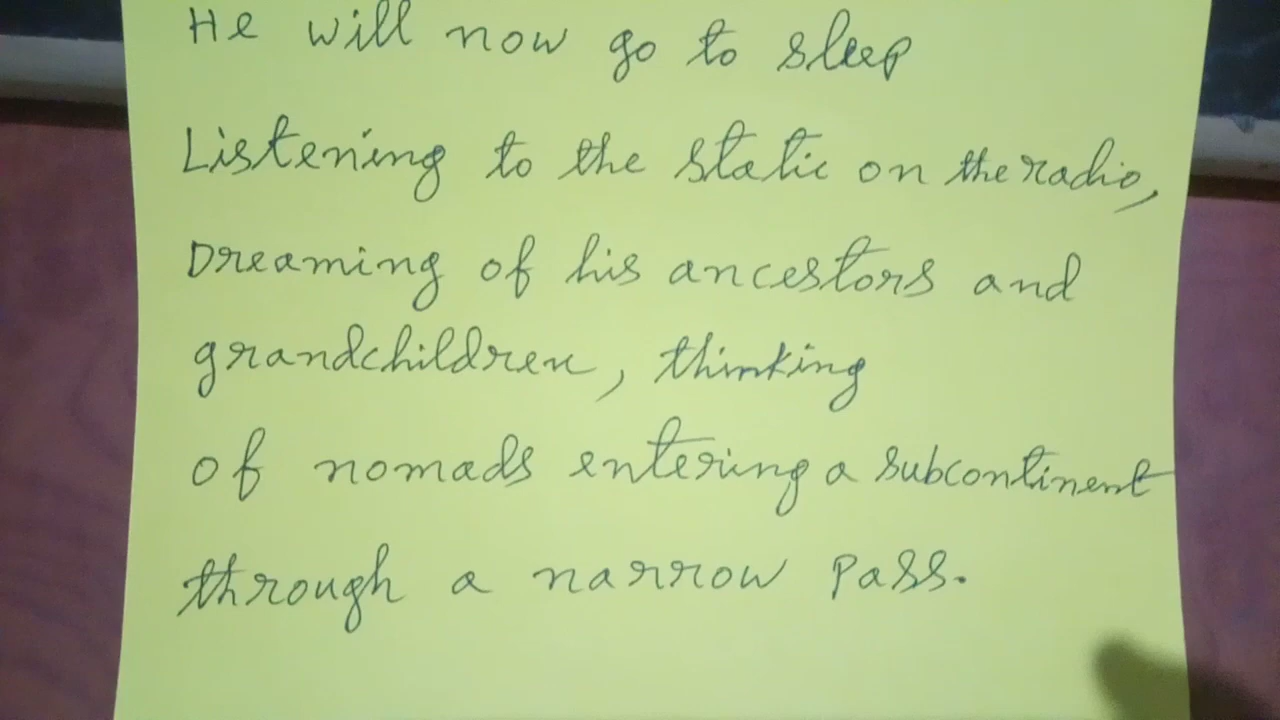 He will now go to sleep
Listening to the static on the radio,
Dreaming of his ancestors and
grandchildren, thinking
of nomads entering a subcontinent
through a narrow pass.